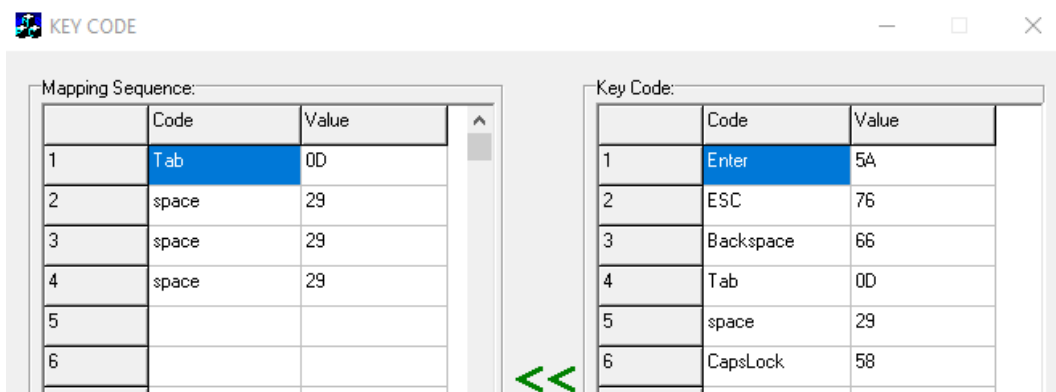 KEY CODE
Mapping Sequence:
Code Value
1 Tab 0D
2 space 29
3 space 29
4 space 29
5
6
<<
Key Code:
Code Value
1 Enter 5A
2 ESC 76
3 Backspace 66
4 Tab 0D
5 space 29
6 CapsLock 58